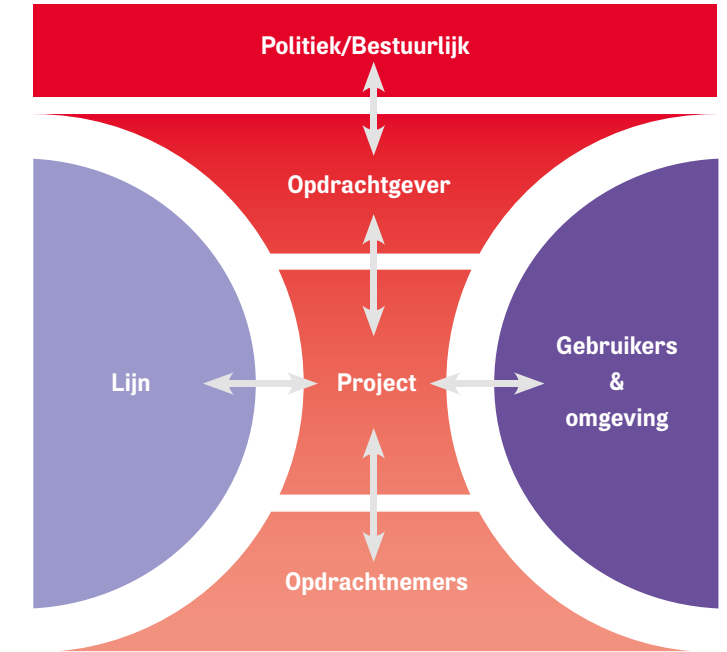 Politiek/Bestuurlijk
Opdrachtgever
Lijn
Project
Gebruikers
&
omgeving
Opdrachtnemers